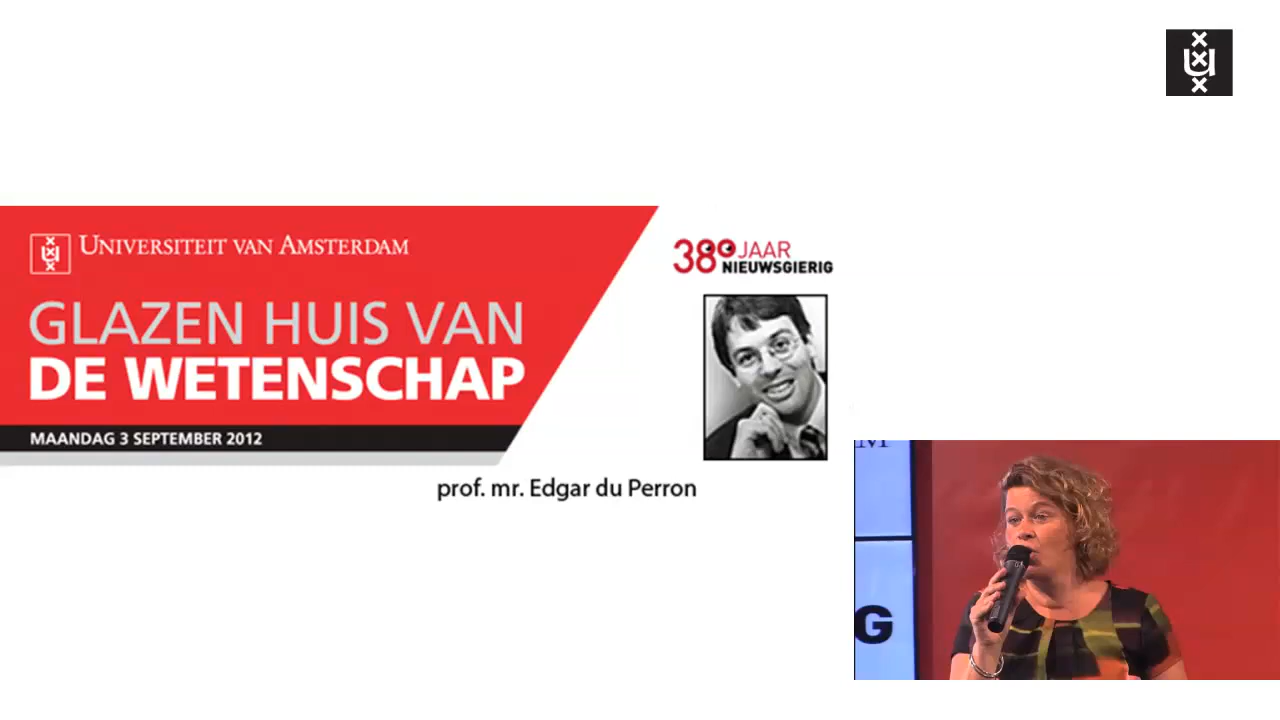 UNIVERSITEIT VAN AMSTERDAM
GLAZEN HUIS VAN
DE WETENSCHAP
MAANDAG 3 SEPTEMBER 2012
380 JAAR
NIEUWSGIERIG
prof. mr. Edgar du Perron
M
G